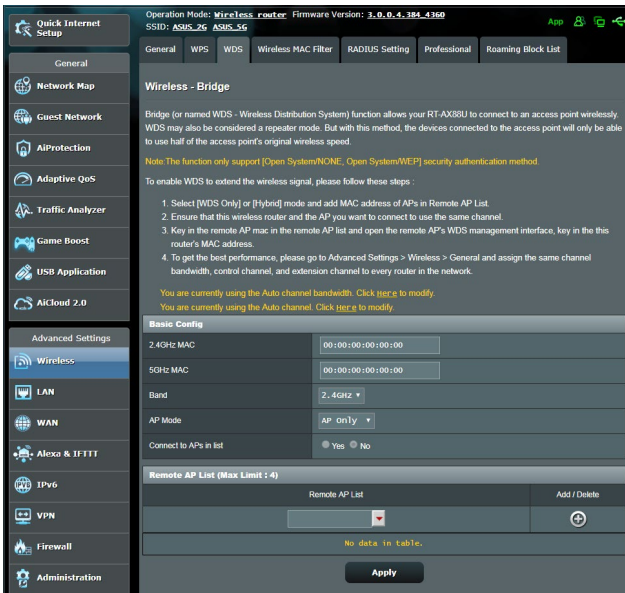 Quick Internet
Setup
Operation Mode: Wireless router Firmware Version: 3.0.0.4.384_4360
SSID: ASUS_2G ASUS_5G
App
General
WPS
WDS
Wireless MAC Filter
RADIUS Setting
Professional
Roaming Block List
General
Network Map
Guest Network
AiProtection
Adaptive QoS
Traffic Analyzer
Game Boost
USB Application
AiCloud 2.0
Advanced Settings
Wireless
LAN
WAN
Alexa & IFTTT
IPv6
VPN
Firewall
Administration
Wireless - Bridge
Bridge (or named WDS - Wireless Distribution System) function allows your RT-AX88U to connect to an access point wirelessly.
WDS may also be considered a repeater mode. But with this method, the devices connected to the access point will only be able
to use half of the access point's original wireless speed.
Note:The function only support [Open System/NONE, Open System/WEP] security authentication method.
To enable WDS to extend the wireless signal, please follow these steps :
1. Select [WDS Only] or [Hybrid] mode and add MAC address of APs in Remote AP List.
2. Ensure that this wireless router and the AP you want to connect to use the same channel.
3. Key in the remote AP mac in the remote AP list and open the remote AP's WDS management interface, key in the this
router's MAC address.
4. To get the best performance, please go to Advanced Settings > Wireless > General and assign the same channel
bandwidth, control channel, and extension channel to every router in the network.
You are currently using the Auto channel bandwidth. Click Here to modify.
You are currently using the Auto channel. Click Here to modify.
Basic Config
2.4GHz MAC
00:00:00:00:00:00
5GHz MAC
00:00:00:00:00:00
Band
2.4GHz
AP Mode
AP Only
Connect to APs in list
Yes No
Remote AP List (Max Limit : 4)
Remote AP List
Add / Delete
No data in table.
Apply